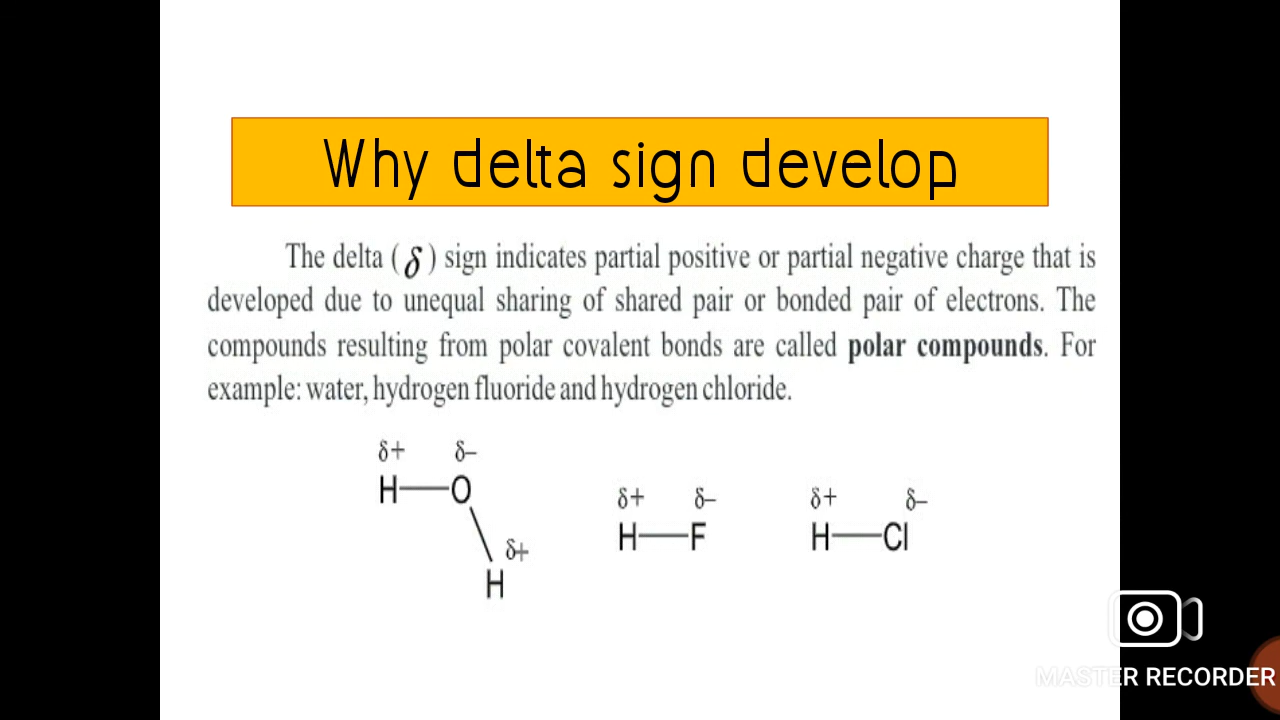 Why delta sign develop
The delta ( δ ) sign indicates partial positive or partial negative charge that is
developed due to unequal sharing of shared pair or bonded pair of electrons. The
compounds resulting from polar covalent bonds are called polar compounds. For
example: water, hydrogen fluoride and hydrogen chloride.
δ+ δ–
H—O
δ+
H
δ+ δ–
H—F
δ+ δ–
H—Cl
MASTER RECORDER